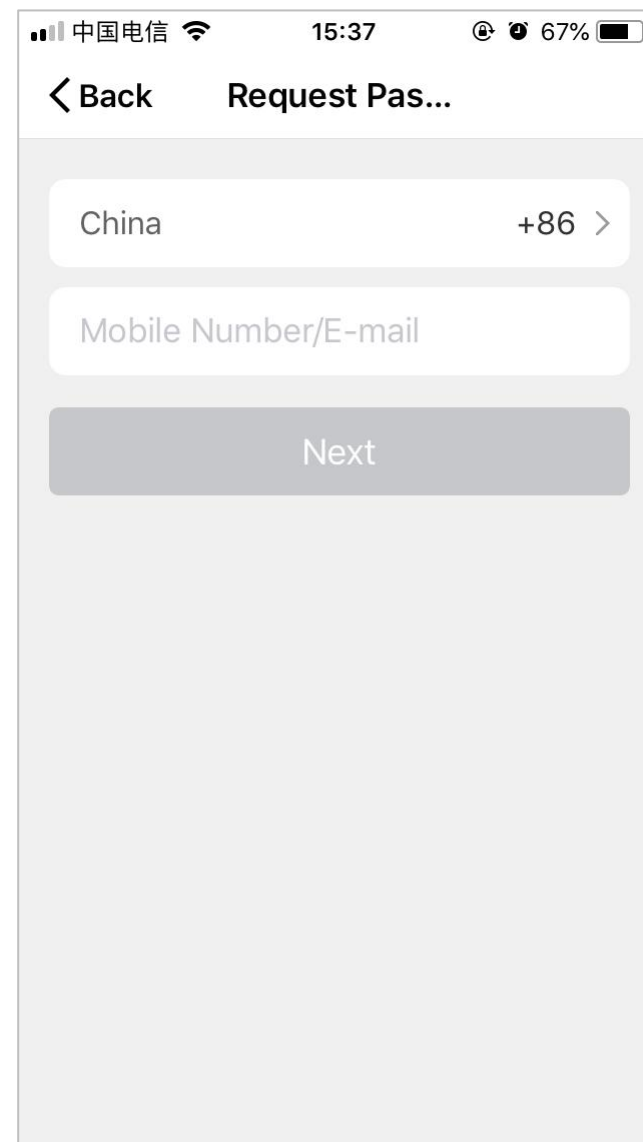 中国电信 15:37 67%
Back Request Pas...
China +86
Mobile Number/E-mail
Next